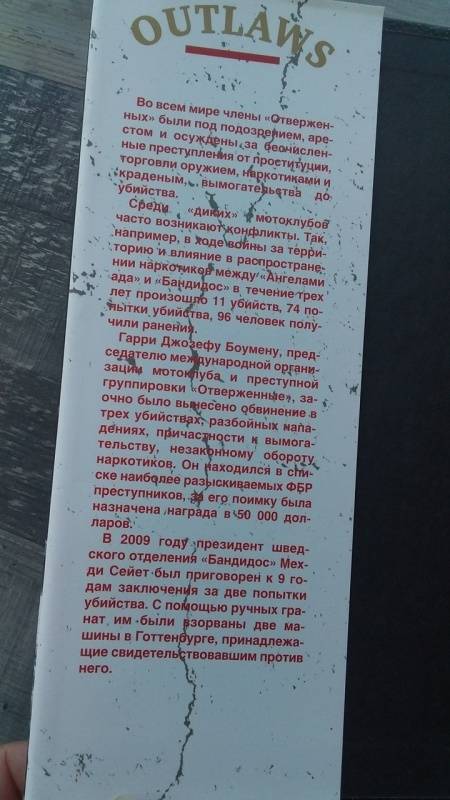 OUTLAWS
Во всем мире члены «Отвержен-
ных» были под подозрением, аре-
стом и осуждены за бесчислен-
ные преступления от проституции,
торговли оружием, наркотиками и
краденым, вымогательства до
убийства.
Среди «диких» мотоклубов
часто возникают конфликты. Так,
например, в ходе войны за терри-
торию и влияние в распростране-
нии наркотиков между «Ангелами
ада» и «Бандидос» в течение трех
лет произошло 11 убийств, 74 по-
пытки убийства, 96 человек полу-
чили ранения.
Гарри Джозефу Боумену, пред-
седателю международной органи-
зации мотоклуба и преступной
группировки «Отверженные», за-
очно было вынесено обвинение в
трех убийствах, разбойных напа-
дениях, причастности к вымога-
тельству, незаконному обороту
наркотиков. Он находился в спи-
ске наиболее разыскиваемых ФБР
преступников, за его поимку была
назначена награда в 50 000 дол-
ларов.
В 2009 году президент швед-
ского отделения «Бандидос» Мех-
ди Сейет был приговорен к 9 го-
дам заключения за две попытки
убийства. С помощью ручных гра-
нат им были взорваны две ма-
шины в Готтенбурге, принадлежа-
щие свидетельствовавшим против
него.